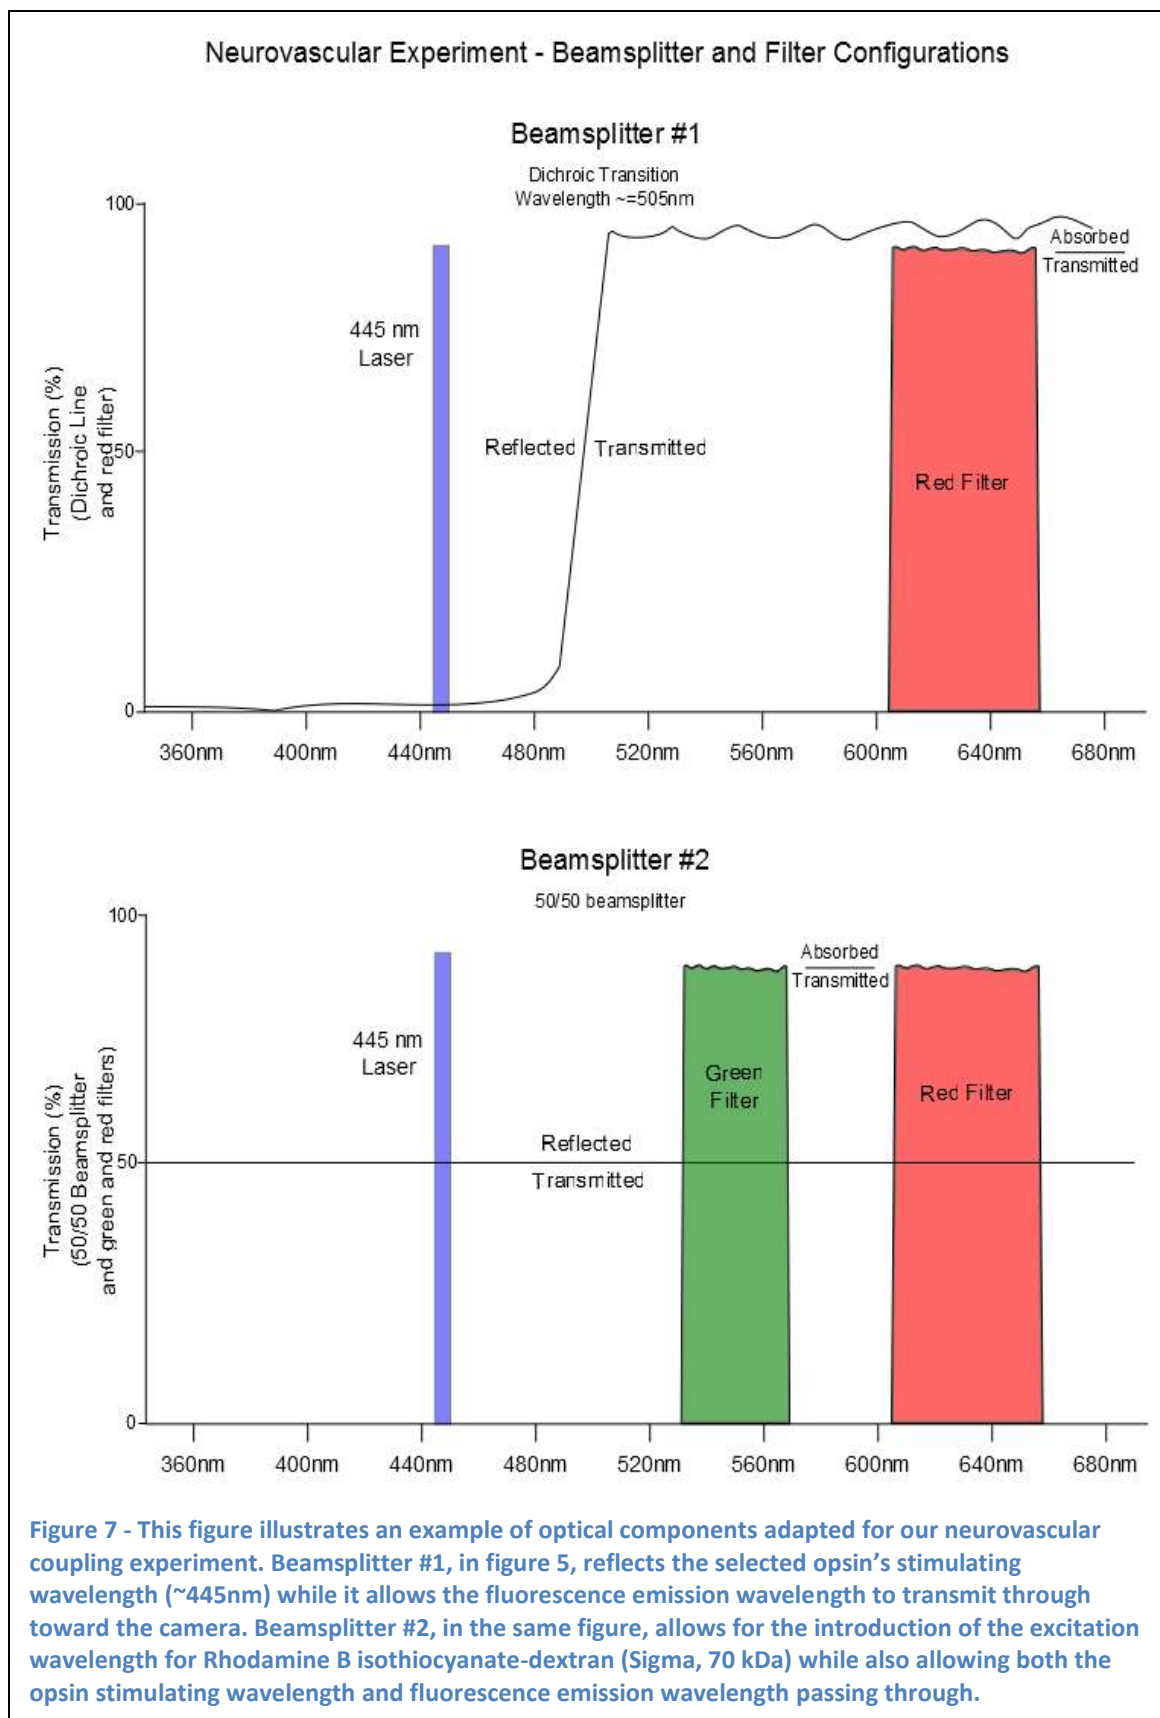 Neurovascular Experiment - Beamsplitter and Filter Configurations
Beamsplitter #1
Dichroic Transition
Wavelength ~=505nm
100
Absorbed
Transmitted
445 nm
Laser
Transmission (%)
(Dichroic Line
and red filter)
50
Reflected
Transmitted
Red Filter
0
360nm 400nm 440nm 480nm 520nm 560nm 600nm 640nm 680nm
Beamsplitter #2
50/50 beamsplitter
100
Absorbed
Transmitted
445 nm
Laser
Green
Filter
Red Filter
Transmission (%)
(50/50 Beamsplitter
and green and red filters)
Reflected
50
Transmitted
0
360nm 400nm 440nm 480nm 520nm 560nm 600nm 640nm 680nm
Figure 7 - This figure illustrates an example of optical components adapted for our neurovascular
coupling experiment. Beamsplitter #1, in figure 5, reflects the selected opsin's stimulating
wavelength (~445nm) while it allows the fluorescence emission wavelength to transmit through
toward the camera. Beamsplitter #2, in the same figure, allows for the introduction of the excitation
wavelength for Rhodamine B isothiocyanate-dextran (Sigma, 70 kDa) while also allowing both the
opsin stimulating wavelength and fluorescence emission wavelength passing through.